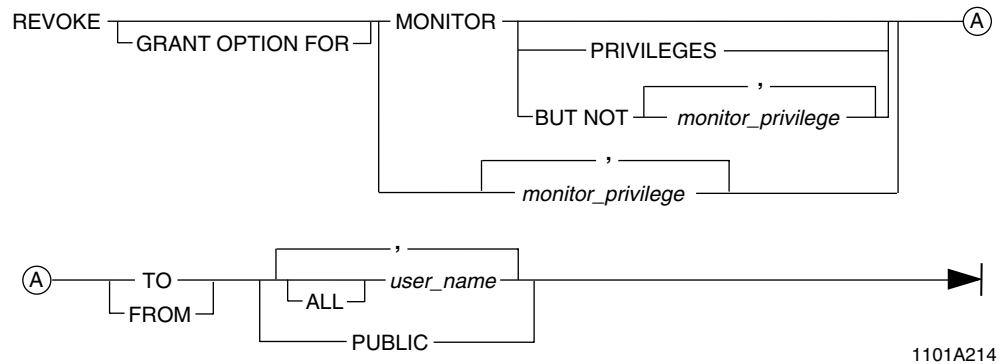 REVOKE GRANT OPTION FOR MONITOR A
PRIVILEGES
,
BUT NOT monitor_privilege
,
monitor_privilege
,
A TO user_name
FROM ALL
PUBLIC
1101A214